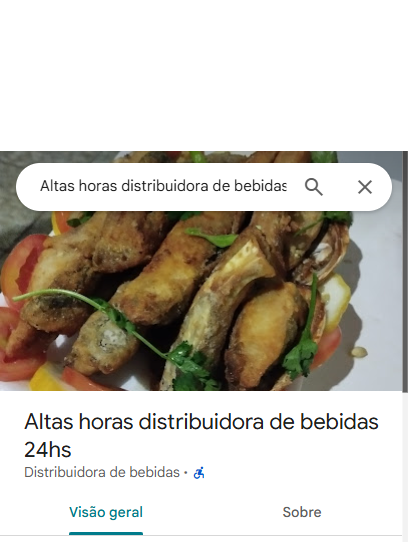 Altas horas distribuidora de bebidas
Altas horas distribuidora de bebidas
24hs
Distribuidora de bebidas ·
Visão geral
Sobre